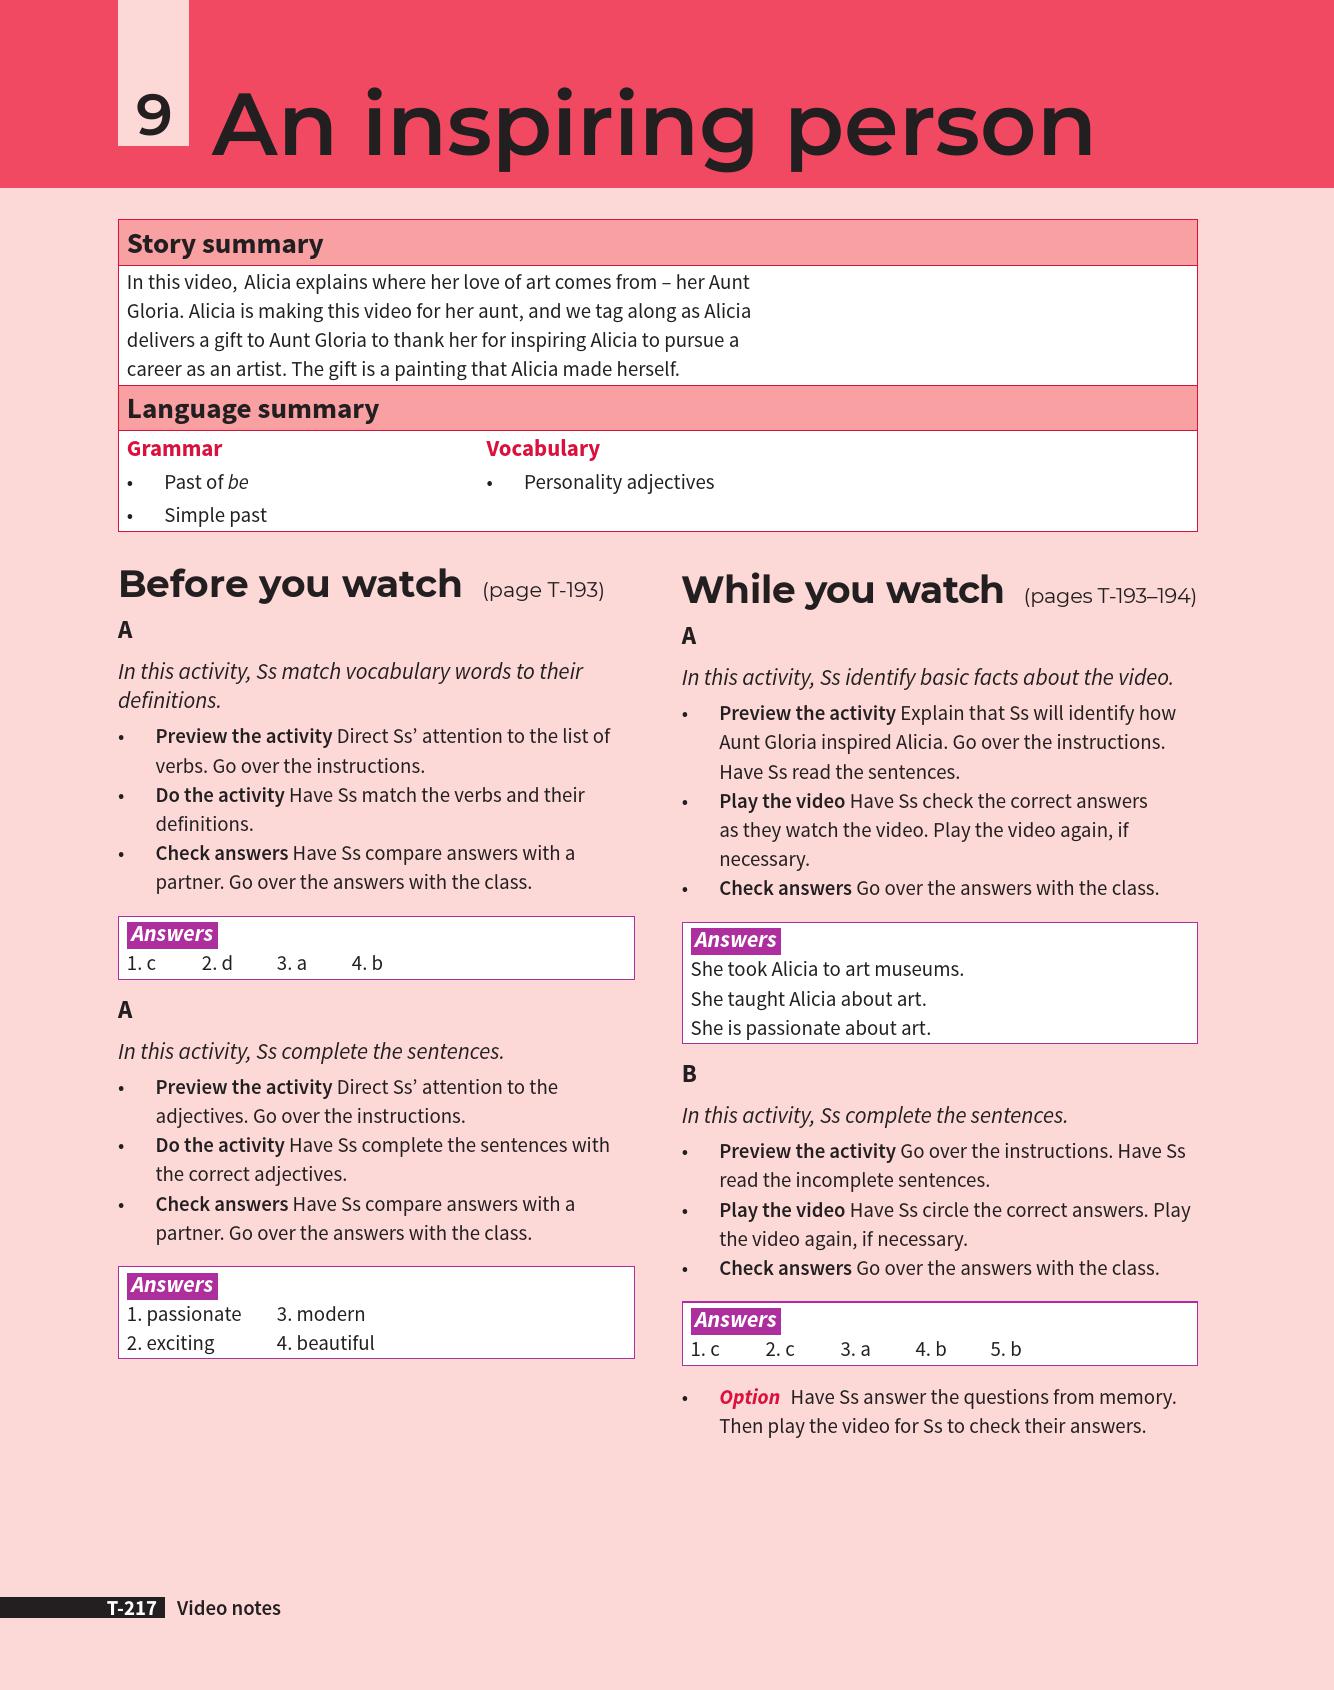 9 An inspiring person
Story summary
In this video, Alicia explains where her love of art comes from – her Aunt
Gloria. Alicia is making this video for her aunt, and we tag along as Alicia
delivers a gift to Aunt Gloria to thank her for inspiring Alicia to pursue a
career as an artist. The gift is a painting that Alicia made herself.
Language summary
Grammar
• Past of be
• Simple past
Vocabulary
• Personality adjectives
Before you watch (page T-193)
A
In this activity, Ss match vocabulary words to their
definitions.
• Preview the activity Direct Ss’ attention to the list of
verbs. Go over the instructions.
• Do the activity Have Ss match the verbs and their
definitions.
• Check answers Have Ss compare answers with a
partner. Go over the answers with the class.
Answers
1. c 2. d 3. a 4. b
A
In this activity, Ss complete the sentences.
• Preview the activity Direct Ss’ attention to the
adjectives. Go over the instructions.
• Do the activity Have Ss complete the sentences with
the correct adjectives.
• Check answers Have Ss compare answers with a
partner. Go over the answers with the class.
Answers
1. passionate 3. modern
2. exciting 4. beautiful
While you watch (pages T-193–194)
A
In this activity, Ss identify basic facts about the video.
• Preview the activity Explain that Ss will identify how
Aunt Gloria inspired Alicia. Go over the instructions.
Have Ss read the sentences.
• Play the video Have Ss check the correct answers
as they watch the video. Play the video again, if
necessary.
• Check answers Go over the answers with the class.
Answers
She took Alicia to art museums.
She taught Alicia about art.
She is passionate about art.
B
In this activity, Ss complete the sentences.
• Preview the activity Go over the instructions. Have Ss
read the incomplete sentences.
• Play the video Have Ss circle the correct answers. Play
the video again, if necessary.
• Check answers Go over the answers with the class.
Answers
1. c 2. c 3. a 4. b 5. b
• Option Have Ss answer the questions from memory.
Then play the video for Ss to check their answers.
T-217 Video notes